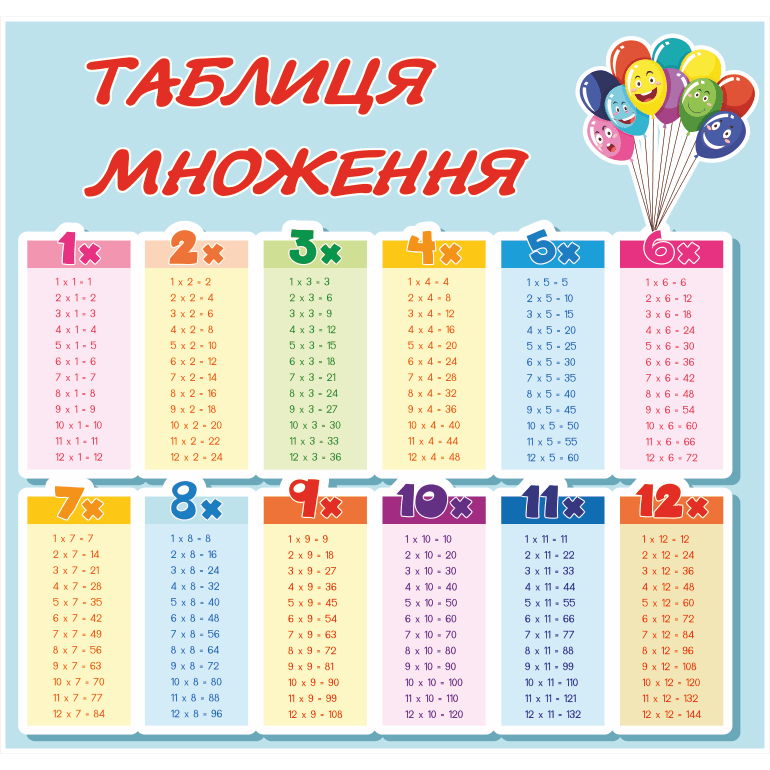 ТАБЛИЦЯ
МНОЖЕННЯ
1x
1 x 1 = 1
2 x 1 = 2
3 x 1 = 3
4 x 1 = 4
5 x 1 = 5
6 x 1 = 6
7 x 1 = 7
8 x 1 = 8
9 x 1 = 9
10 x 1 = 10
11 x 1 = 11
12 x 1 = 12
2x
1 x 2 = 2
2 x 2 = 4
3 x 2 = 6
4 x 2 = 8
5 x 2 = 10
6 x 2 = 12
7 x 2 = 14
8 x 2 = 16
9 x 2 = 18
10 x 2 = 20
11 x 2 = 22
12 x 2 = 24
3x
1 x 3 = 3
2 x 3 = 6
3 x 3 = 9
4 x 3 = 12
5 x 3 = 15
6 x 3 = 18
7 x 3 = 21
8 x 3 = 24
9 x 3 = 27
10 x 3 = 30
11 x 3 = 33
12 x 3 = 36
4x
1 x 4 = 4
2 x 4 = 8
3 x 4 = 12
4 x 4 = 16
5 x 4 = 20
6 x 4 = 24
7 x 4 = 28
8 x 4 = 32
9 x 4 = 36
10 x 4 = 40
11 x 4 = 44
12 x 4 = 48
5x
1 x 5 = 5
2 x 5 = 10
3 x 5 = 15
4 x 5 = 20
5 x 5 = 25
6 x 5 = 30
7 x 5 = 35
8 x 5 = 40
9 x 5 = 45
10 x 5 = 50
11 x 5 = 55
12 x 5 = 60
6x
1 x 6 = 6
2 x 6 = 12
3 x 6 = 18
4 x 6 = 24
5 x 6 = 30
6 x 6 = 36
7 x 6 = 42
8 x 6 = 48
9 x 6 = 54
10 x 6 = 60
11 x 6 = 66
12 x 6 = 72
7x
1 x 7 = 7
2 x 7 = 14
3 x 7 = 21
4 x 7 = 28
5 x 7 = 35
6 x 7 = 42
7 x 7 = 49
8 x 7 = 56
9 x 7 = 63
10 x 7 = 70
11 x 7 = 77
12 x 7 = 84
8x
1 x 8 = 8
2 x 8 = 16
3 x 8 = 24
4 x 8 = 32
5 x 8 = 40
6 x 8 = 48
7 x 8 = 56
8 x 8 = 64
9 x 8 = 72
10 x 8 = 80
11 x 8 = 88
12 x 8 = 96
9x
1 x 9 = 9
2 x 9 = 18
3 x 9 = 27
4 x 9 = 36
5 x 9 = 45
6 x 9 = 54
7 x 9 = 63
8 x 9 = 72
9 x 9 = 81
10 x 9 = 90
11 x 9 = 99
12 x 9 = 108
10x
1 x 10 = 10
2 x 10 = 20
3 x 10 = 30
4 x 10 = 40
5 x 10 = 50
6 x 10 = 60
7 x 10 = 70
8 x 10 = 80
9 x 10 = 90
10 x 10 = 100
11 x 10 = 110
12 x 10 = 120
11x
1 x 11 = 11
2 x 11 = 22
3 x 11 = 33
4 x 11 = 44
5 x 11 = 55
6 x 11 = 66
7 x 11 = 77
8 x 11 = 88
9 x 11 = 99
10 x 11 = 110
11 x 11 = 121
12 x 11 = 132
12x
1 x 12 = 12
2 x 12 = 24
3 x 12 = 36
4 x 12 = 48
5 x 12 = 60
6 x 12 = 72
7 x 12 = 84
8 x 12 = 96
9 x 12 = 108
10 x 12 = 120
11 x 12 = 132
12 x 12 = 144